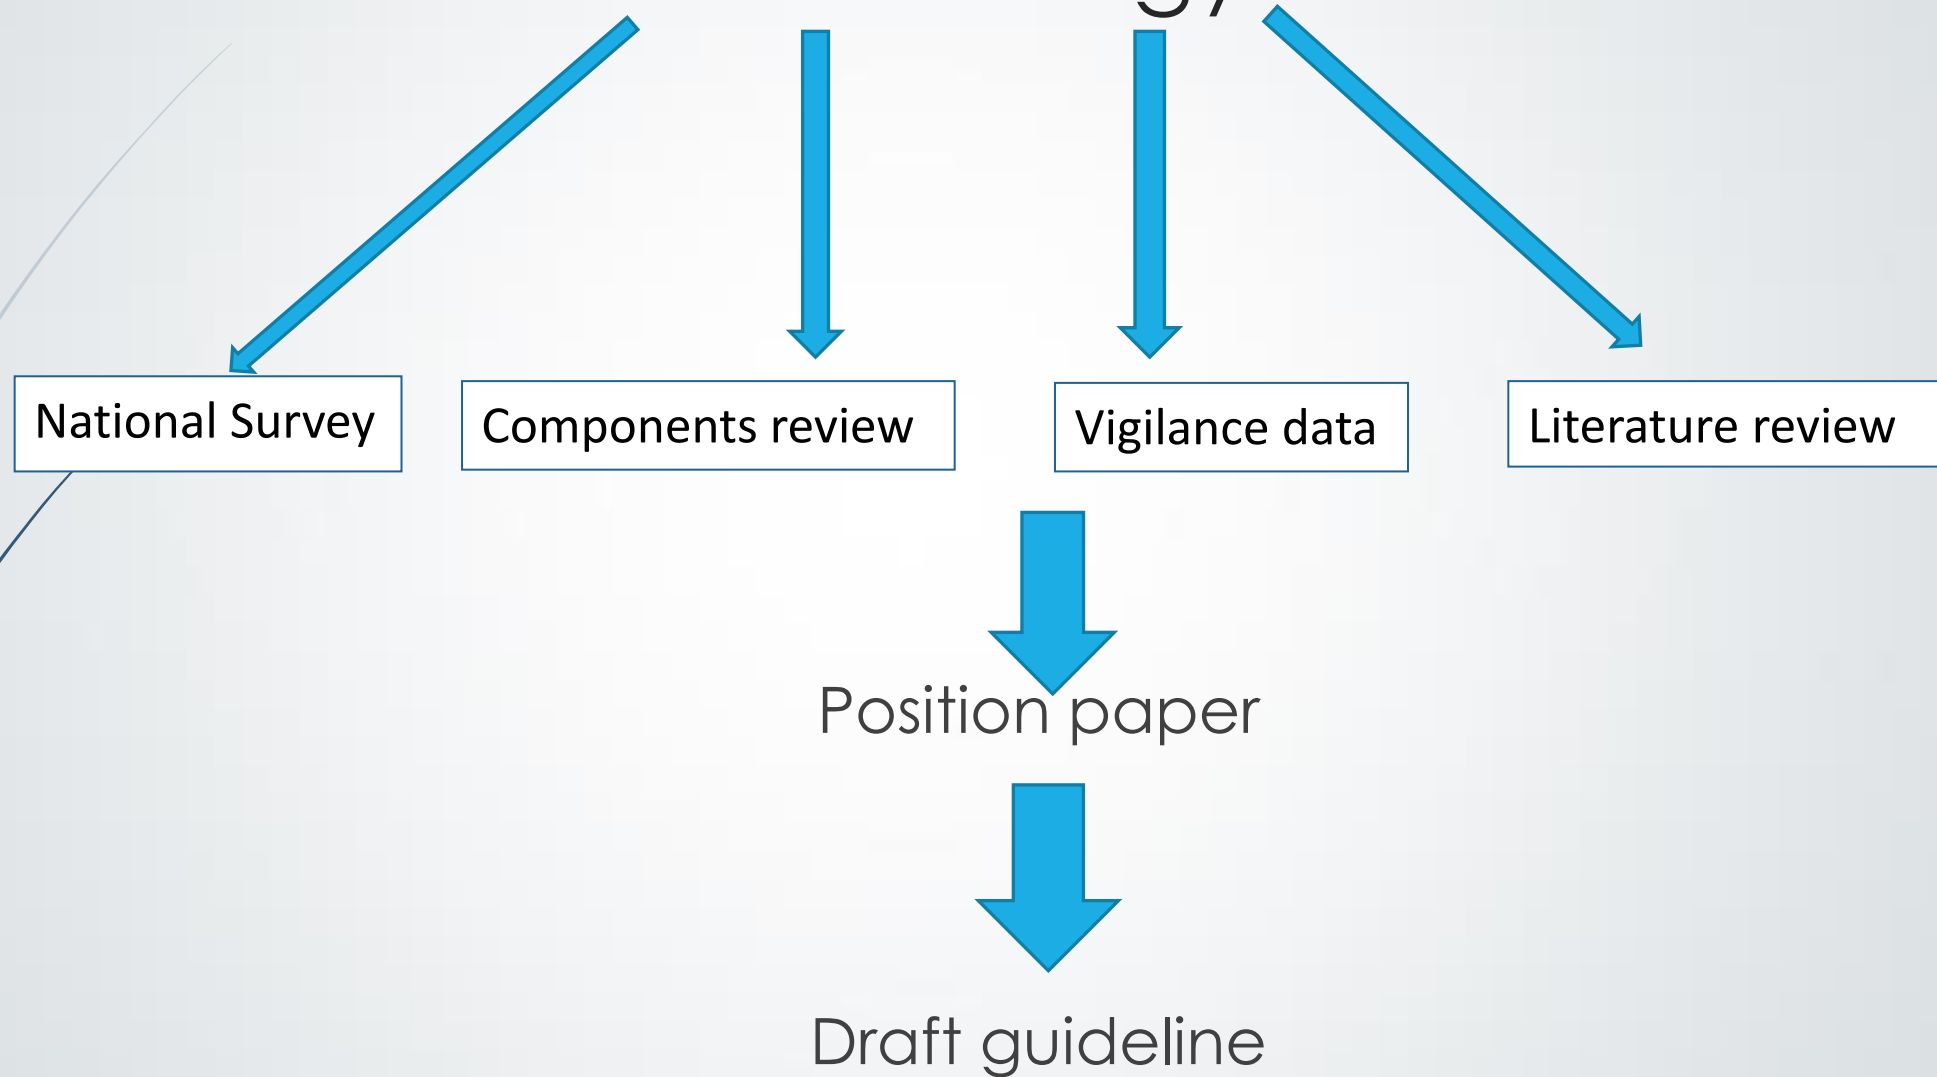 National Survey
Components review
Vigilance data
Literature review
Position paper
Draft guideline